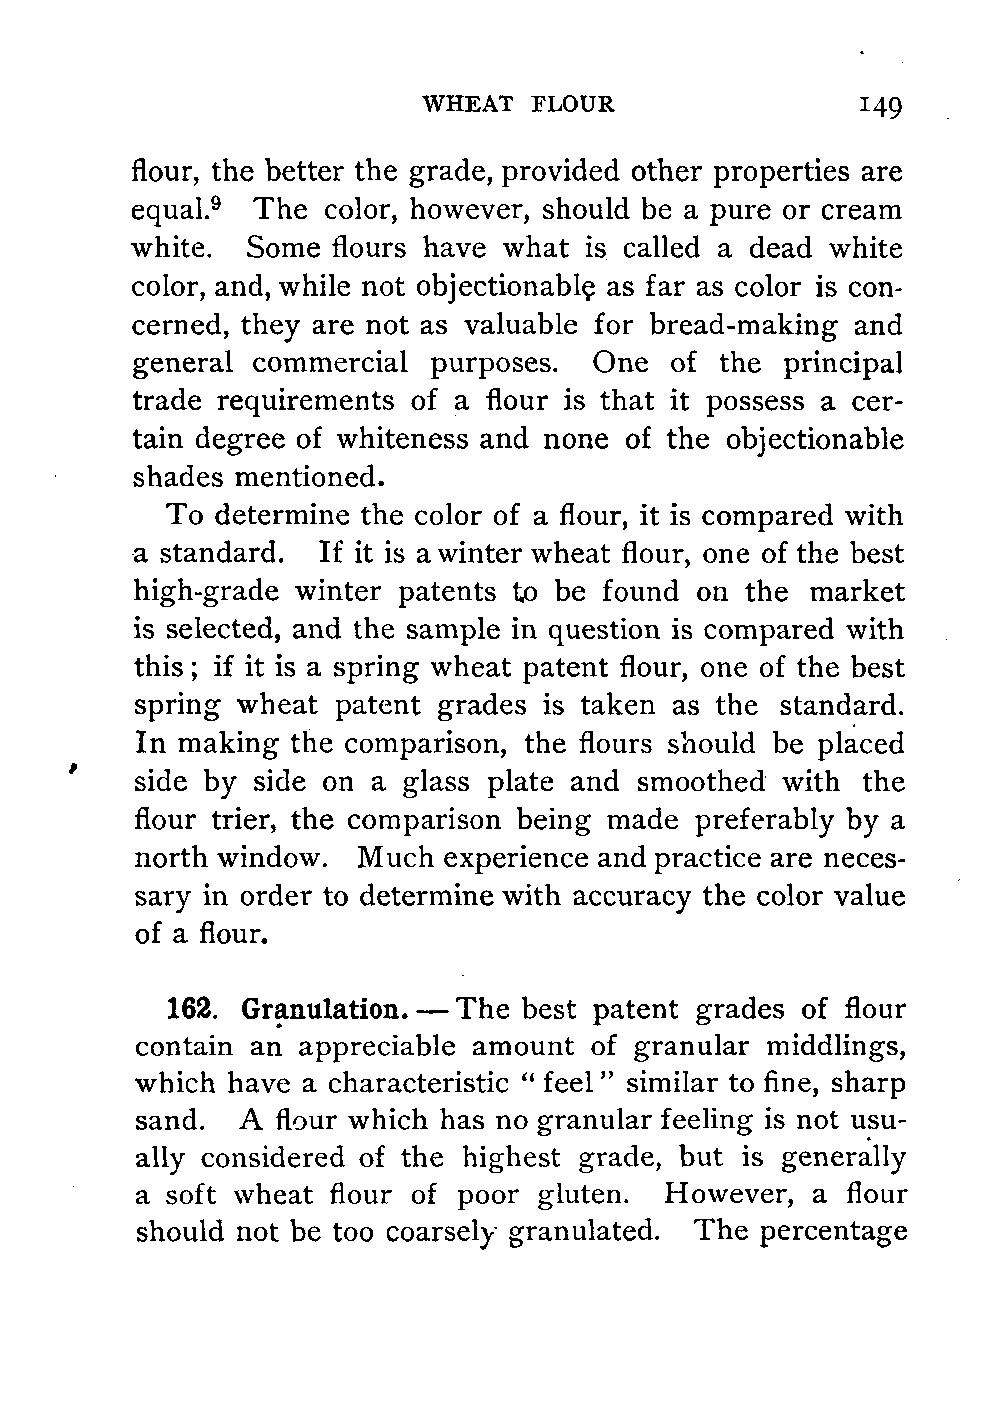 WHEAT FLOUR 149
flour, the better the grade, provided other properties are
equal.⁹ The color, however, should be a pure or cream
white. Some flours have what is called a dead white
color, and, while not objectionable as far as color is con-
cerned, they are not as valuable for bread-making and
general commercial purposes. One of the principal
trade requirements of a flour is that it possess a cer-
tain degree of whiteness and none of the objectionable
shades mentioned.
To determine the color of a flour, it is compared with
a standard. If it is a winter wheat flour, one of the best
high-grade winter patents to be found on the market
is selected, and the sample in question is compared with
this; if it is a spring wheat patent flour, one of the best
spring wheat patent grades is taken as the standard.
In making the comparison, the flours should be placed
side by side on a glass plate and smoothed with the
flour trier, the comparison being made preferably by a
north window. Much experience and practice are neces-
sary in order to determine with accuracy the color value
of a flour.
162. Granulation. — The best patent grades of flour
contain an appreciable amount of granular middlings,
which have a characteristic "feel" similar to fine, sharp
sand. A flour which has no granular feeling is not usu-
ally considered of the highest grade, but is generally
a soft wheat flour of poor gluten. However, a flour
should not be too coarsely granulated. The percentage